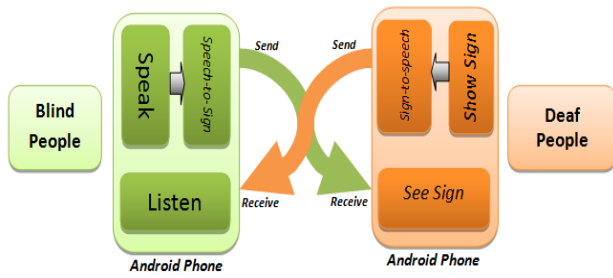 Blind
People
Speak
Speech-to-Sign
Listen
Android Phone
Send
Receive
Send
Receive
Sign-to-speech
Show Sign
See Sign
Android Phone
Deaf
People